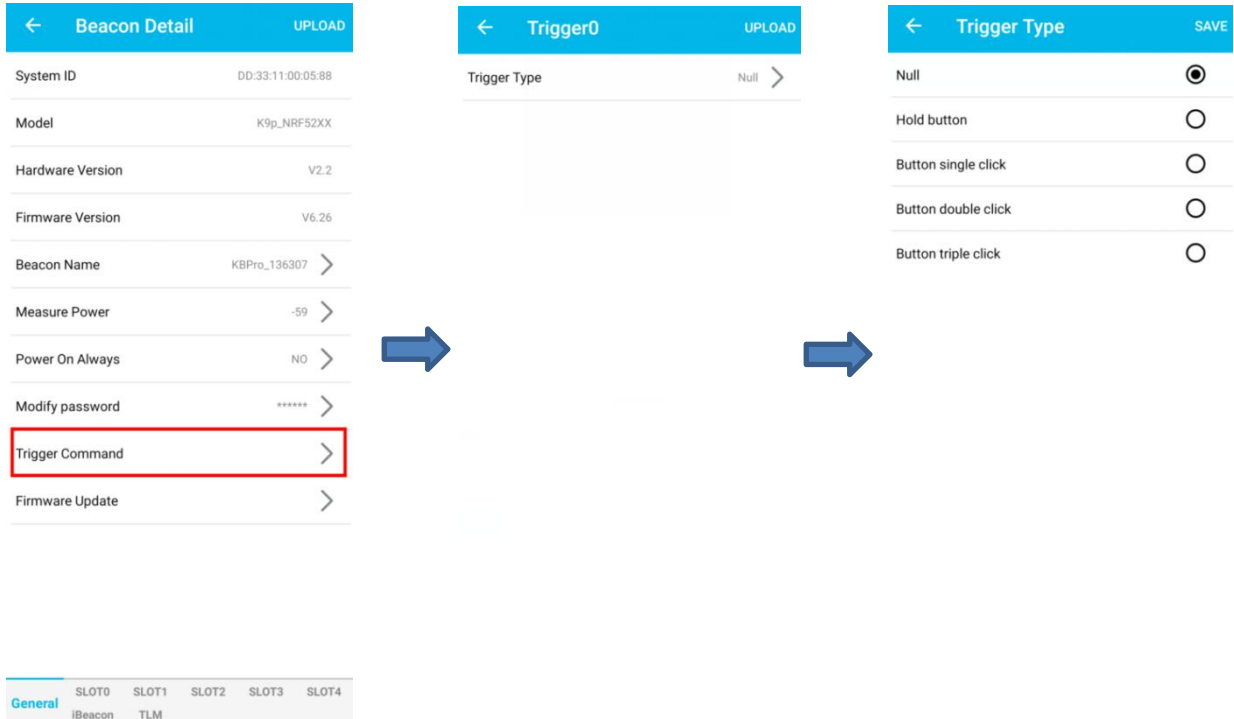 Beacon Detail UPLOAD
System ID DD:33:11:00:05:88
Model K9p_NRF52XX
Hardware Version V2.2
Firmware Version V6.26
Beacon Name KBPro_136307
Measure Power -59
Power On Always NO
Modify password ******
Trigger Command
Firmware Update
General SLOT0 SLOT1 SLOT2 SLOT3 SLOT4
iBeacon TLM
Trigger0 UPLOAD
Trigger Type Null
Trigger Type SAVE
Null
Hold button
Button single click
Button double click
Button triple click